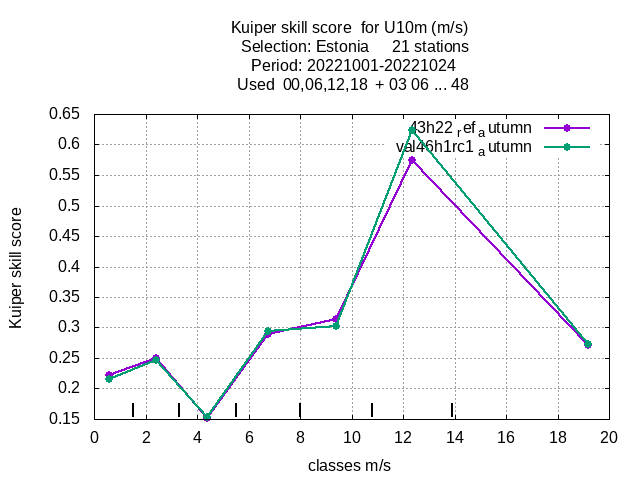 Kuiper skill score  for U10m (m/s)
Selection: Estonia     21 stations
Period: 20221001-20221024
Used  00,06,12,18  + 03 06 ... 48
43h22_ref_autumn
val46h1rc1_autumn
0.65
0.6
0.55
0.5
0.45
0.4
0.35
0.3
0.25
0.2
0.15
Kuiper skill score
0 2 4 6 8 10 12 14 16 18 20
classes m/s